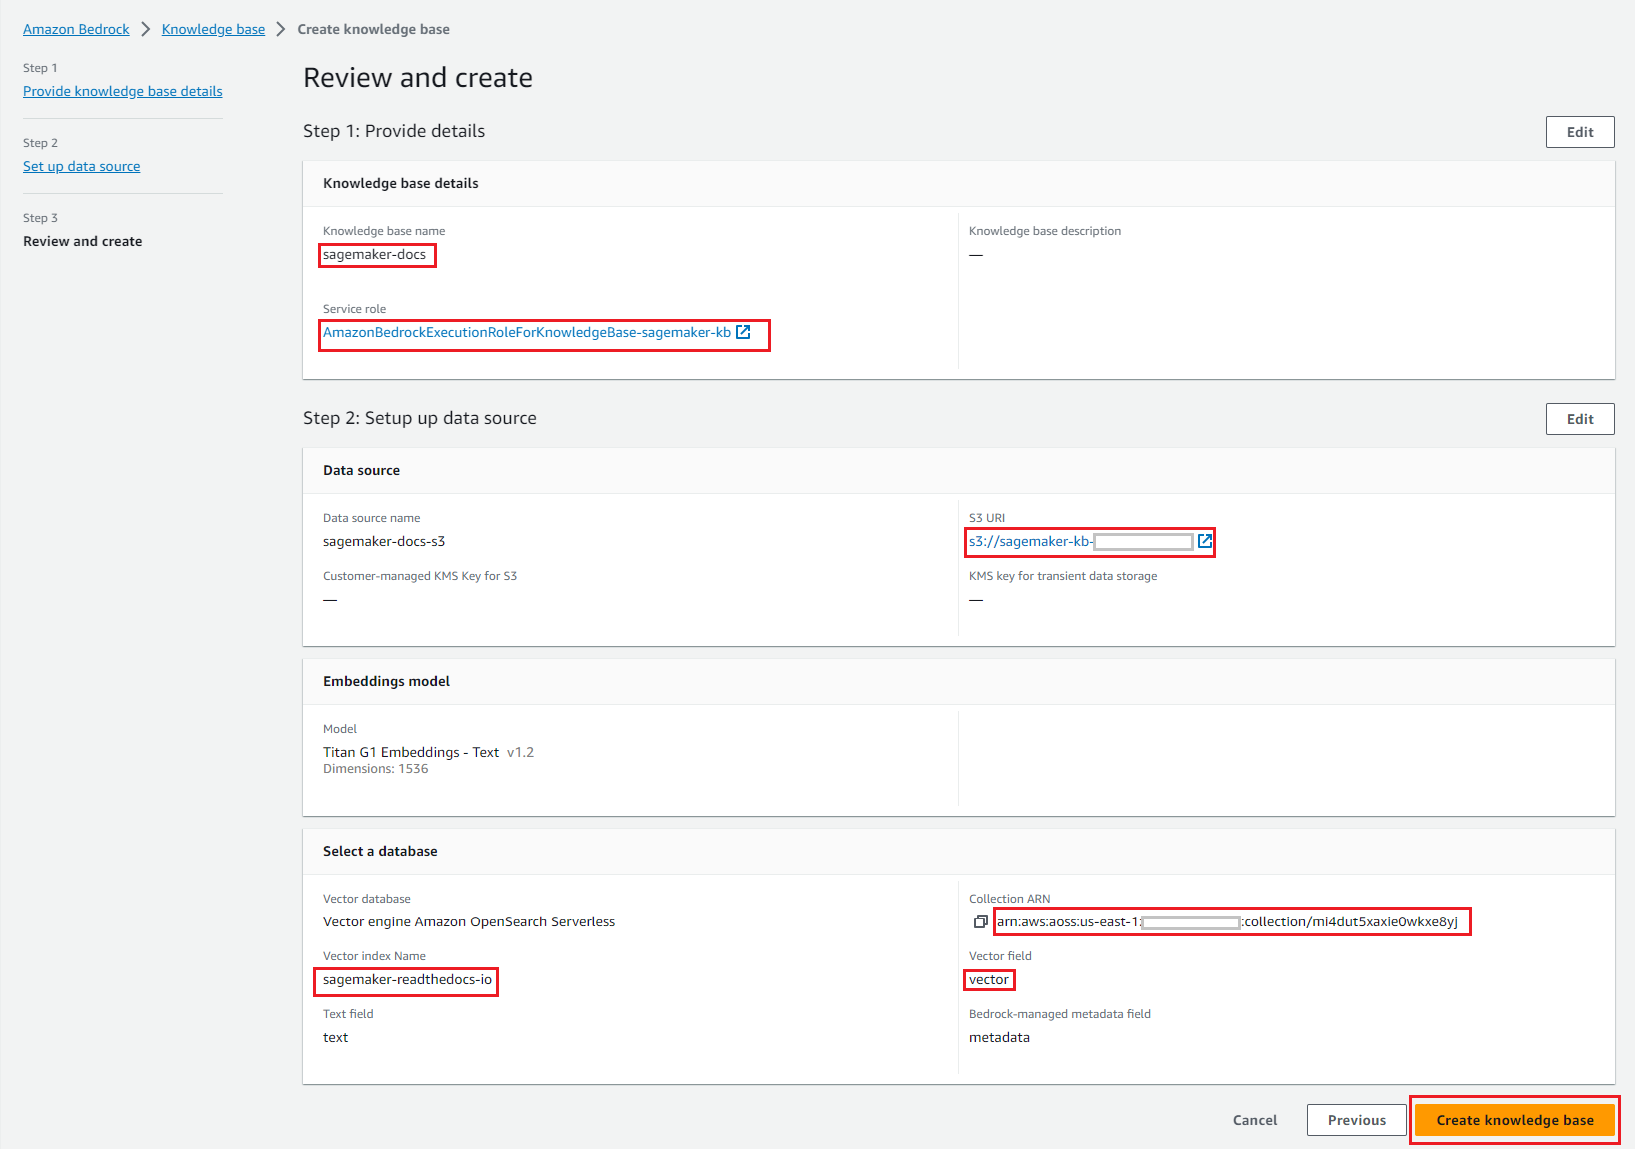 Amazon Bedrock > Knowledge base > Create knowledge base
Step 1
Provide knowledge base details
Step 2
Set up data source
Step 3
Review and create
Review and create
Step 1: Provide details
Edit
Knowledge base details
Knowledge base name
sagemaker-docs
Knowledge base description
—
Service role
AmazonBedrockExecutionRoleForKnowledgeBase-sagemaker-kb
Step 2: Setup up data source
Edit
Data source
Data source name
sagemaker-docs-s3
S3 URI
s3://sagemaker-kb-
Customer-managed KMS Key for S3
—
KMS key for transient data storage
—
Embeddings model
Model
Titan G1 Embeddings - Text v1.2
Dimensions: 1536
Select a database
Vector database
Vector engine Amazon OpenSearch Serverless
Collection ARN
arn:aws:aoss:us-east-1: :collection/mi4dut5xaxie0wkxe8yj
Vector index Name
sagemaker-readthedocs-io
Vector field
vector
Text field
text
Bedrock-managed metadata field
metadata
Cancel
Previous
Create knowledge base